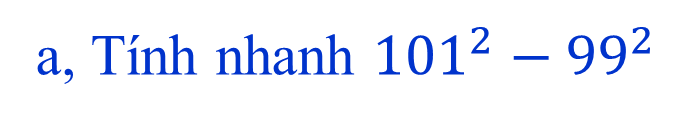 a, Tính nhanh 101² − 99²